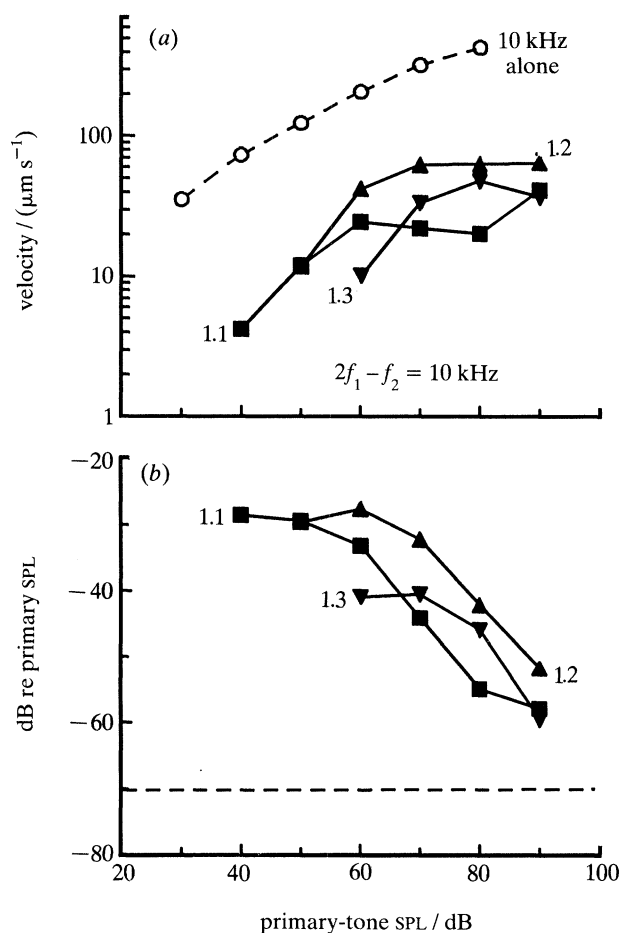 (a)
10 kHz
alone
100
10
1
velocity / (μm s⁻¹)
1.2
1.3
1.1
2f₁ – f₂ = 10 kHz
(b)
–20
–40
–60
–80
dB re primary SPL
1.1
1.3
1.2
20 40 60 80 100
primary-tone SPL / dB